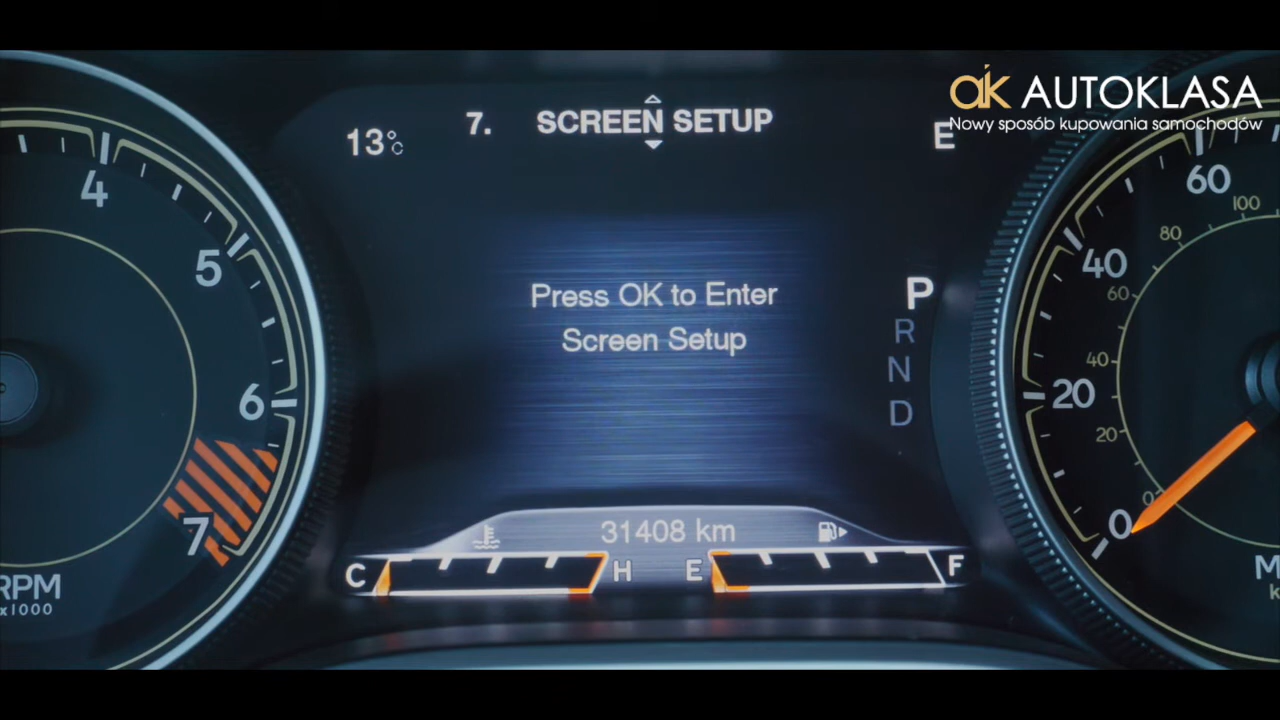 AK AUTOKLASA
Nowy sposób kupowania samochodów
7. SCREEN SETUP
13°C
E
Press OK to Enter
Screen Setup
P
R
N
D
31408 km
C H E F
4
5
6
7
RPM
x1000
0
20
40
60
0
20
40
60
80
100